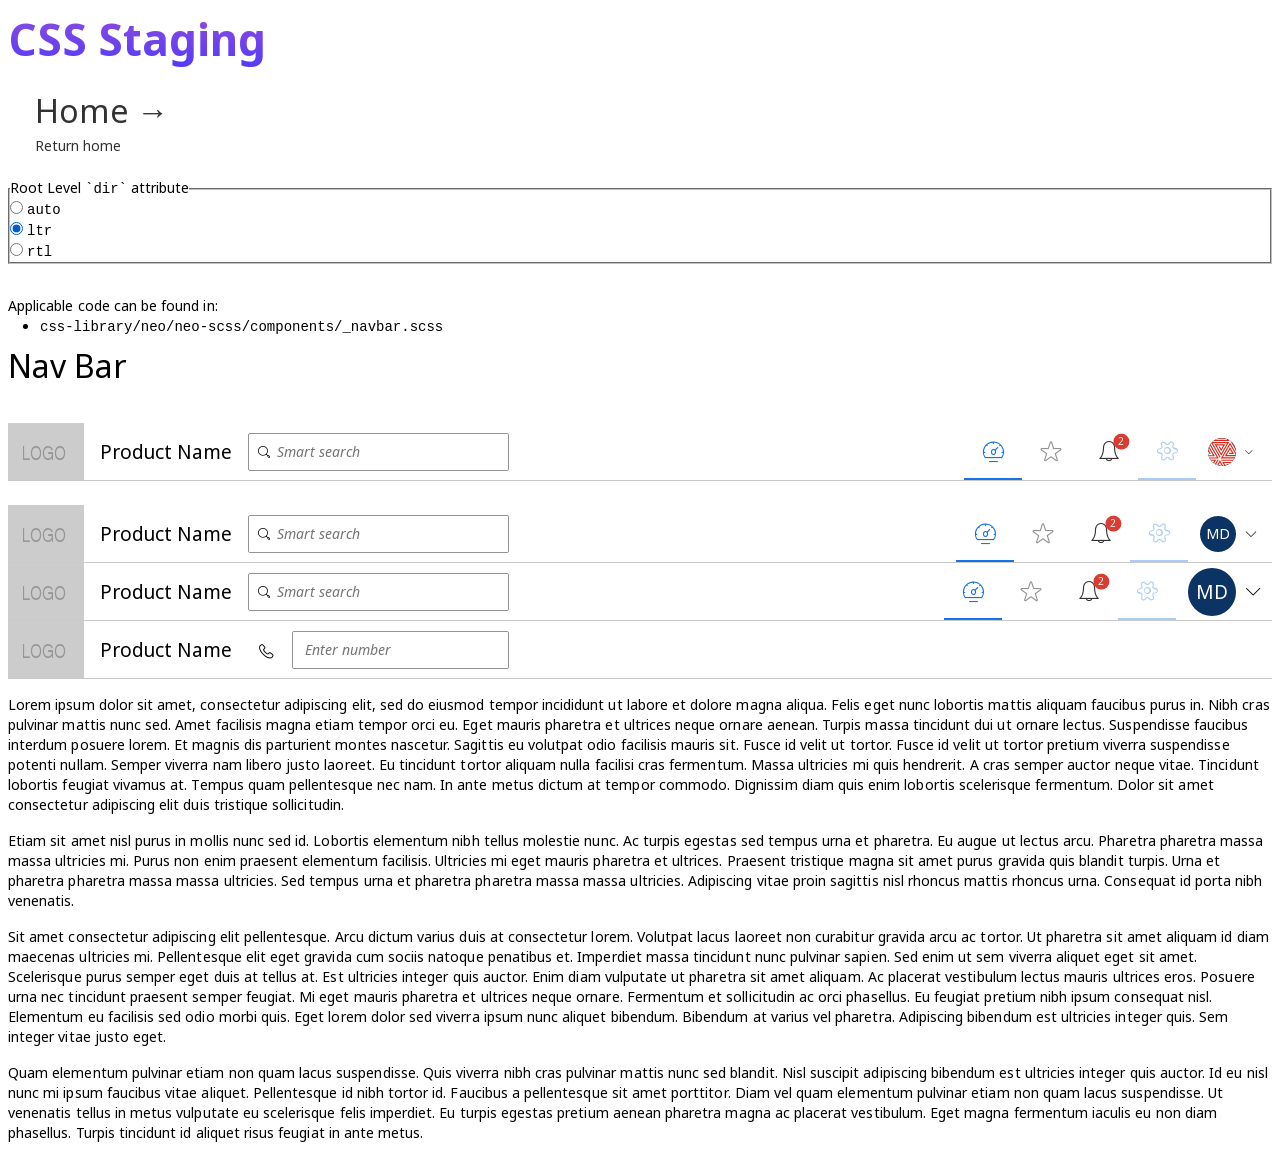 CSS Staging
Home →
Return home
Root Level `dir` attribute
auto
ltr
rtl
Applicable code can be found in:
css-library/neo/neo-scss/components/_navbar.scss
Nav Bar
LOGO Product Name Smart search 2
LOGO Product Name Smart search 2 MD
LOGO Product Name Smart search 2 MD
LOGO Product Name Enter number
Lorem ipsum dolor sit amet, consectetur adipiscing elit, sed do eiusmod tempor incididunt ut labore et dolore magna aliqua. Felis eget nunc lobortis mattis aliquam faucibus purus in. Nibh cras
pulvinar mattis nunc sed. Amet facilisis magna etiam tempor orci eu. Eget mauris pharetra et ultrices neque ornare aenean. Turpis massa tincidunt dui ut ornare lectus. Suspendisse faucibus
interdum posuere lorem. Et magnis dis parturient montes nascetur. Sagittis eu volutpat odio facilisis mauris sit. Fusce id velit ut tortor. Fusce id velit ut tortor pretium viverra suspendisse
potenti nullam. Semper viverra nam libero justo laoreet. Eu tincidunt tortor aliquam nulla facilisi cras fermentum. Massa ultricies mi quis hendrerit. A cras semper auctor neque vitae. Tincidunt
lobortis feugiat vivamus at. Tempus quam pellentesque nec nam. In ante metus dictum at tempor commodo. Dignissim diam quis enim lobortis scelerisque fermentum. Dolor sit amet
consectetur adipiscing elit duis tristique sollicitudin.
Etiam sit amet nisl purus in mollis nunc sed id. Lobortis elementum nibh tellus molestie nunc. Ac turpis egestas sed tempus urna et pharetra. Eu augue ut lectus arcu. Pharetra pharetra massa
massa ultricies mi. Purus non enim praesent elementum facilisis. Ultricies mi eget mauris pharetra et ultrices. Praesent tristique magna sit amet purus gravida quis blandit turpis. Urna et
pharetra pharetra massa massa ultricies. Sed tempus urna et pharetra pharetra massa massa ultricies. Adipiscing vitae proin sagittis nisl rhoncus mattis rhoncus urna. Consequat id porta nibh
venenatis.
Sit amet consectetur adipiscing elit pellentesque. Arcu dictum varius duis at consectetur lorem. Volutpat lacus laoreet non curabitur gravida arcu ac tortor. Ut pharetra sit amet aliquam id diam
maecenas ultricies mi. Pellentesque elit eget gravida cum sociis natoque penatibus et. Imperdiet massa tincidunt nunc pulvinar sapien. Sed enim ut sem viverra aliquet eget sit amet.
Scelerisque purus semper eget duis at tellus at. Est ultricies integer quis auctor. Enim diam vulputate ut pharetra sit amet aliquam. Ac placerat vestibulum lectus mauris ultrices eros. Posuere
urna nec tincidunt praesent semper feugiat. Mi eget mauris pharetra et ultrices neque ornare. Fermentum et sollicitudin ac orci phasellus. Eu feugiat pretium nibh ipsum consequat nisl.
Elementum eu facilisis sed odio morbi quis. Eget lorem dolor sed viverra ipsum nunc aliquet bibendum. Bibendum at varius vel pharetra. Adipiscing bibendum est ultricies integer quis. Sem
integer vitae justo eget.
Quam elementum pulvinar etiam non quam lacus suspendisse. Quis viverra nibh cras pulvinar mattis nunc sed blandit. Nisl suscipit adipiscing bibendum est ultricies integer quis auctor. Id eu nisl
nunc mi ipsum faucibus vitae aliquet. Pellentesque id nibh tortor id. Faucibus a pellentesque sit amet porttitor. Diam vel quam elementum pulvinar etiam non quam lacus suspendisse. Ut
venenatis tellus in metus vulputate eu scelerisque felis imperdiet. Eu turpis egestas pretium aenean pharetra magna ac placerat vestibulum. Eget magna fermentum iaculis eu non diam
phasellus. Turpis tincidunt id aliquet risus feugiat in ante metus.